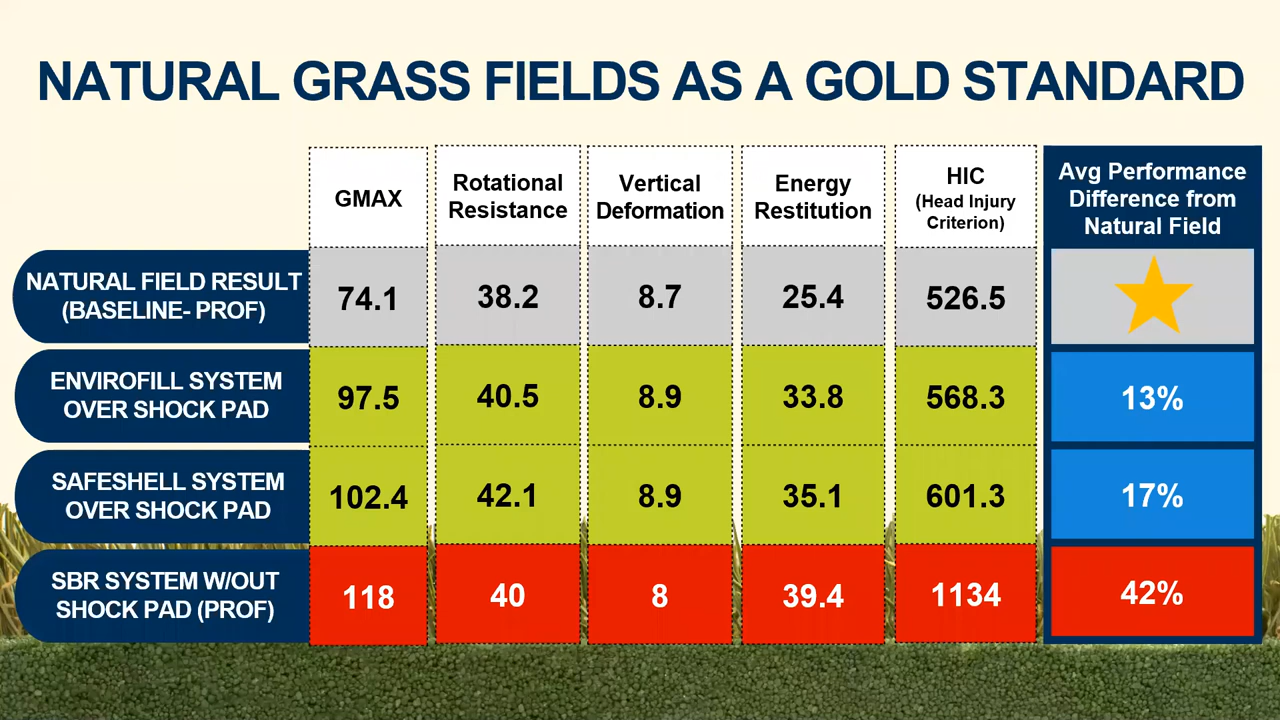 NATURAL GRASS FIELDS AS A GOLD STANDARD
GMAX
Rotational
Resistance
Vertical
Deformation
Energy
Restitution
HIC
(Head Injury
Criterion)
Avg Performance
Difference from
Natural Field
NATURAL FIELD RESULT
(BASELINE- PROF)
74.1
38.2
8.7
25.4
526.5
ENVIROFILL SYSTEM
OVER SHOCK PAD
97.5
40.5
8.9
33.8
568.3
13%
SAFESHELL SYSTEM
OVER SHOCK PAD
102.4
42.1
8.9
35.1
601.3
17%
SBR SYSTEM W/OUT
SHOCK PAD (PROF)
118
40
8
39.4
1134
42%